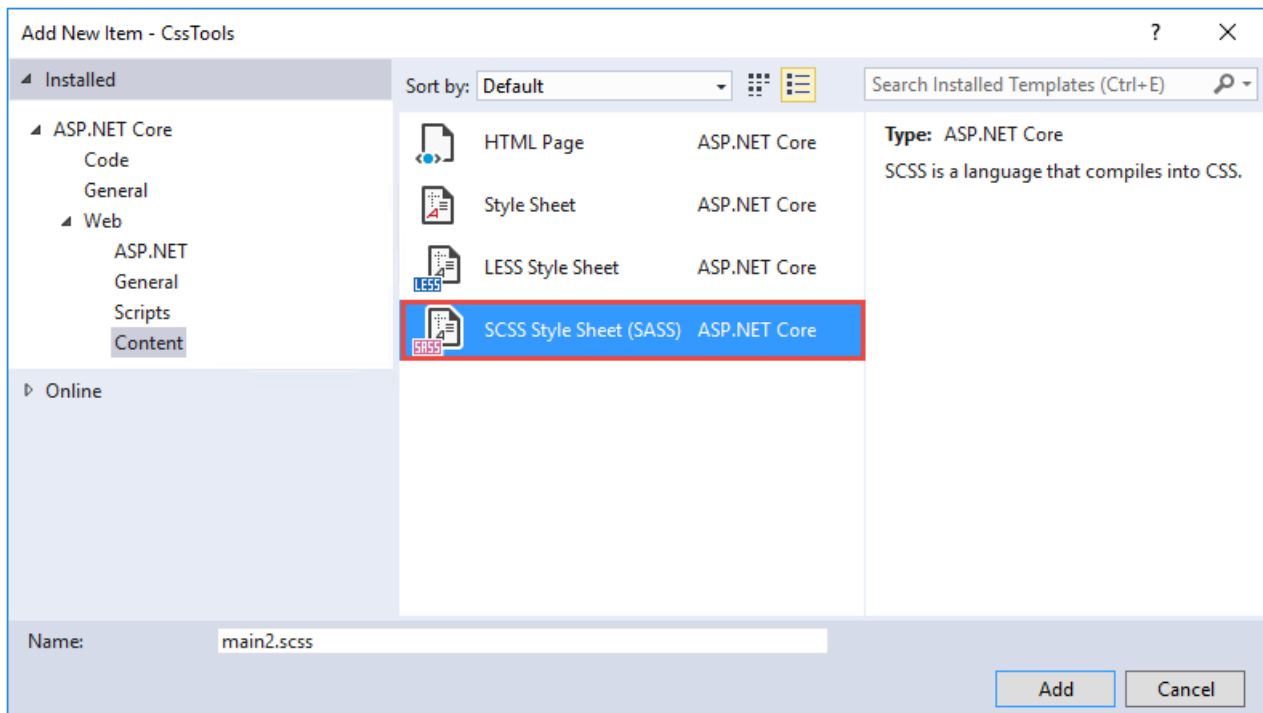 Add New Item - CssTools
?
Installed
Sort by: Default
Search Installed Templates (Ctrl+E)
ASP.NET Core
Code
General
Web
ASP.NET
General
Scripts
Content
Online
HTML Page ASP.NET Core
Style Sheet ASP.NET Core
LESS
LESS Style Sheet ASP.NET Core
SASS
SCSS Style Sheet (SASS) ASP.NET Core
Type: ASP.NET Core
SCSS is a language that compiles into CSS.
Name: main2.scss
Add Cancel